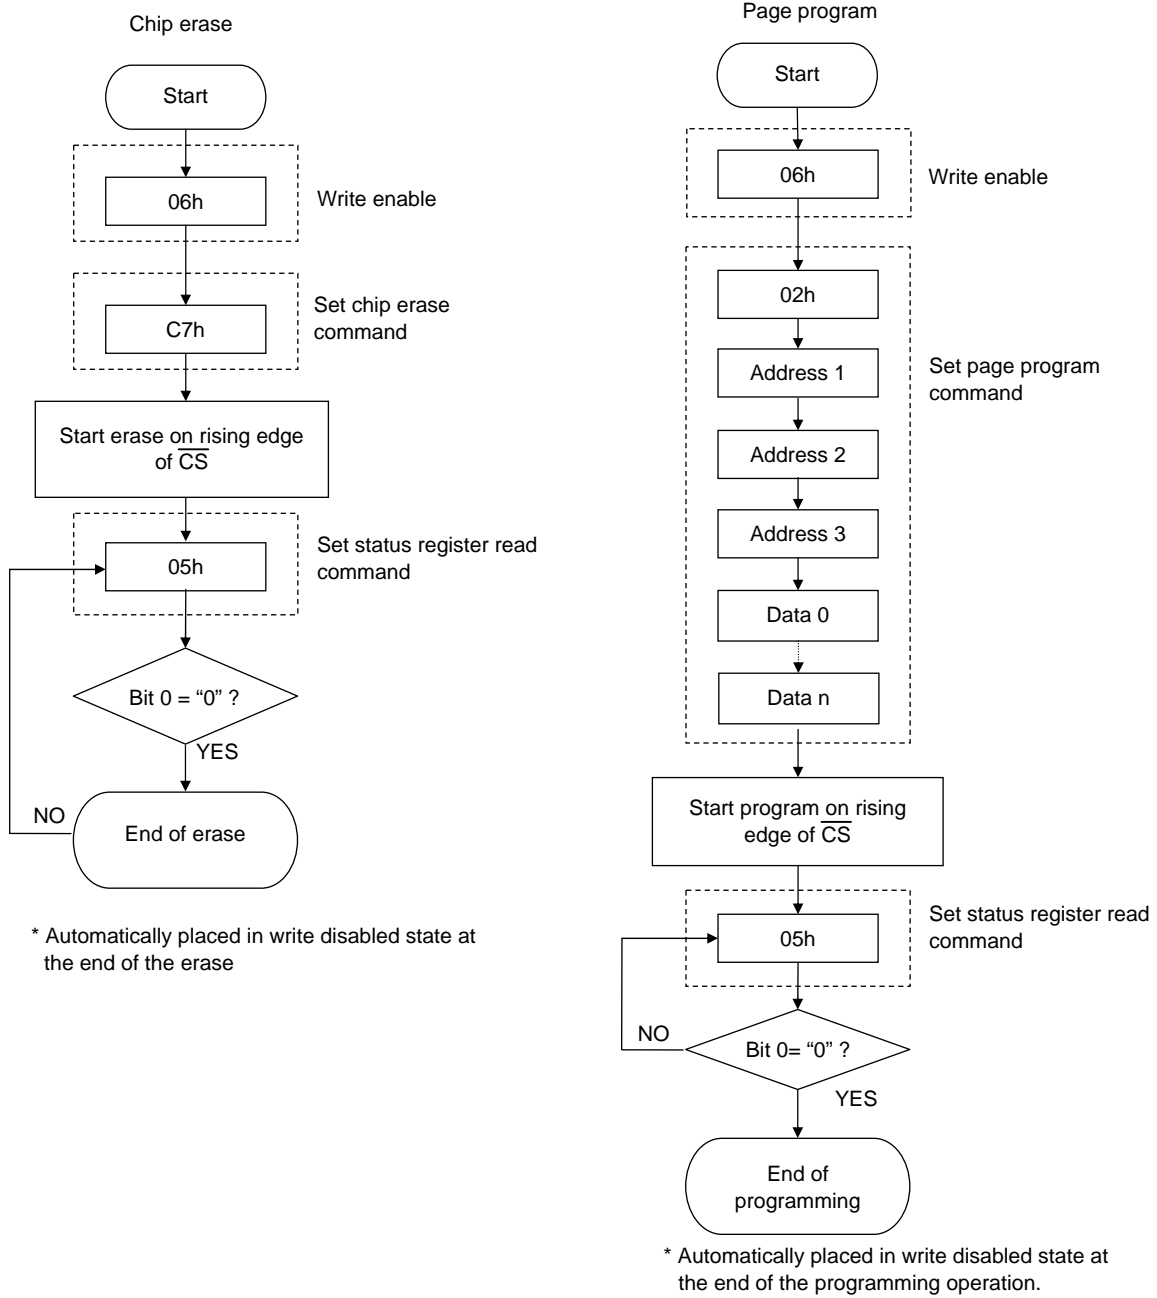 Chip erase
Start
06h
Write enable
C7h
Set chip erase
command
Start erase on rising edge
of C̅S̅
05h
Set status register read
command
Bit 0 = “0” ?
YES
NO
End of erase
* Automatically placed in write disabled state at
the end of the erase
Page program
Start
06h
Write enable
02h
Address 1
Set page program
command
Address 2
Address 3
Data 0
Data n
Start program on rising
edge of C̅S̅
05h
Set status register read
command
NO
Bit 0= “0” ?
YES
End of
programming
* Automatically placed in write disabled state at
the end of the programming operation.